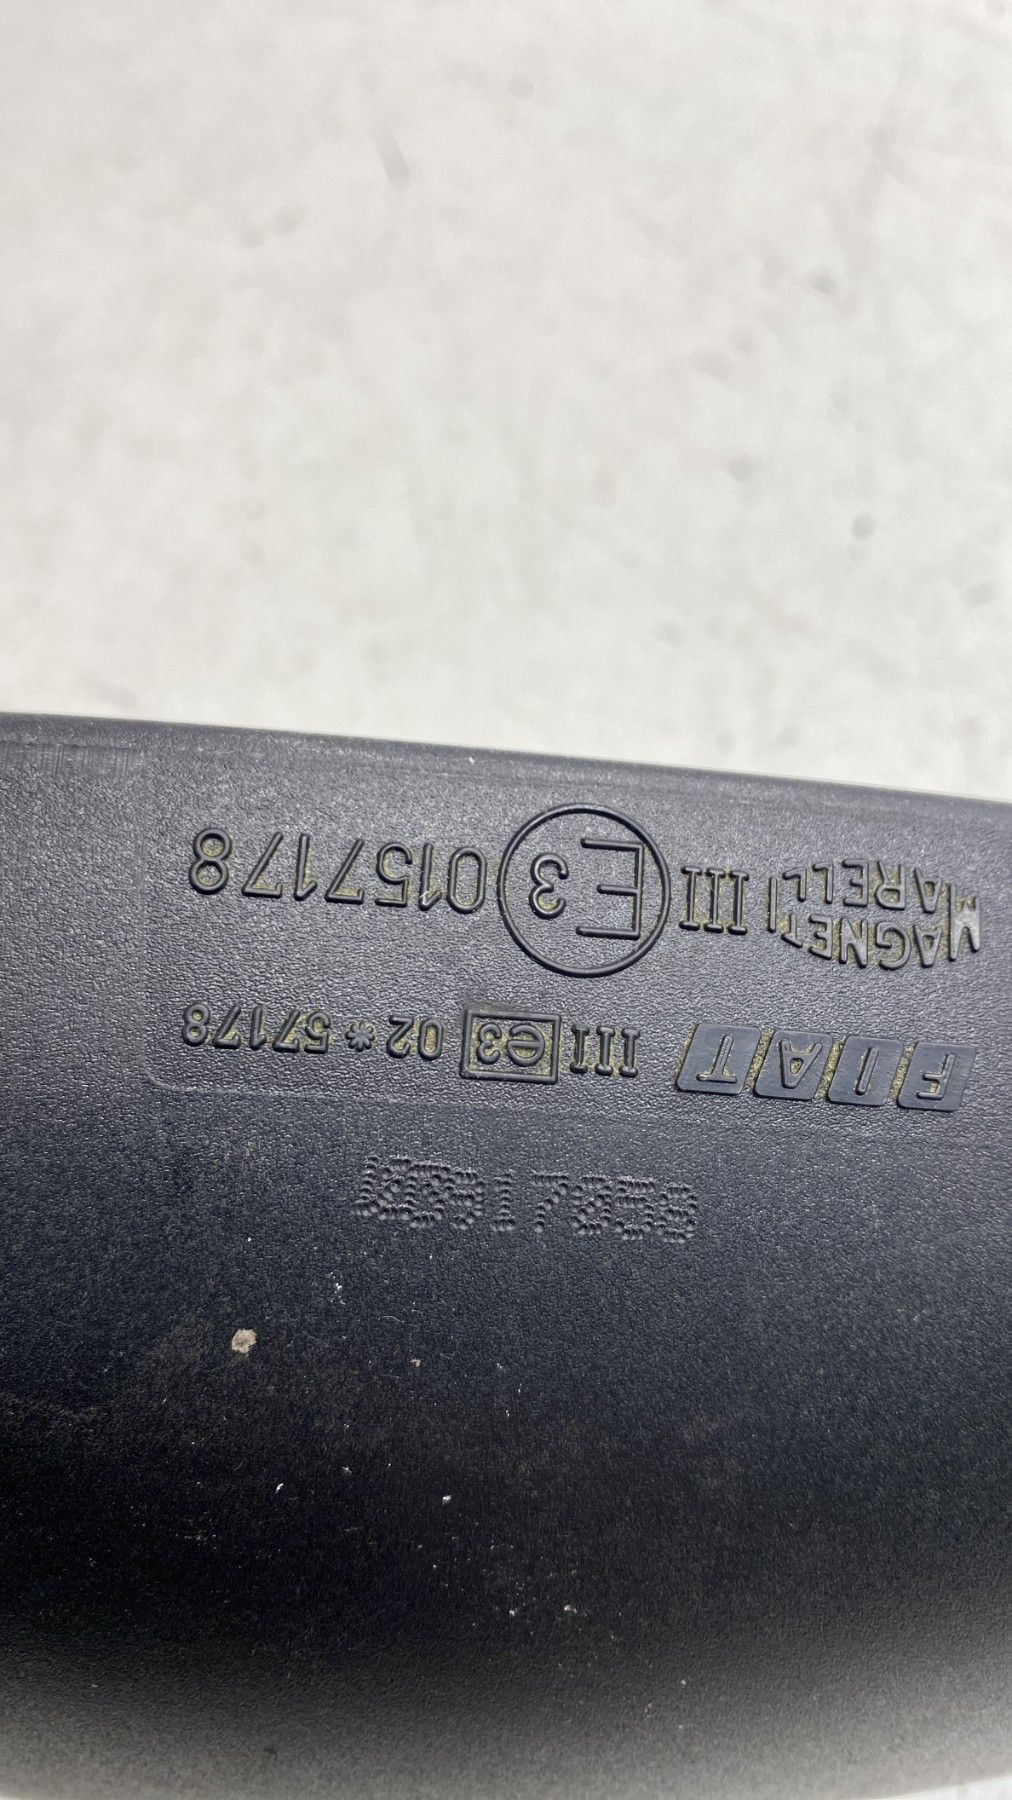 FIAT III e3 02*57178
MAGNETI
MARELLI III E3 0157178